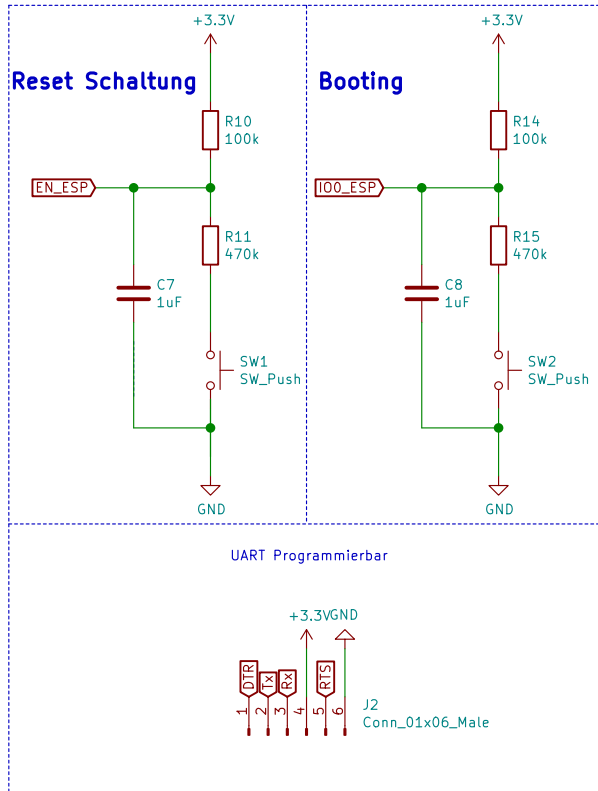 +3.3V
Reset Schaltung
R10
100k
EN_ESP
R11
470k
C7
1uF
SW1
SW_Push
GND
+3.3V
Booting
R14
100k
IO0_ESP
R15
470k
C8
1uF
SW2
SW_Push
GND
UART Programmierbar
+3.3V
GND
DTR
Tx
Rx
RTS
1
2
3
4
5
6
J2
Conn_01x06_Male